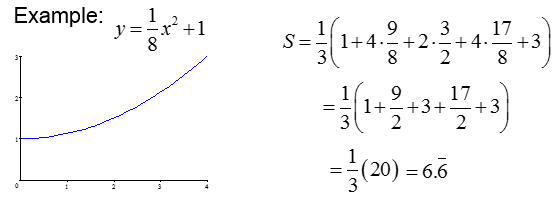 Example: y = 1/8 x² + 1
S = 1/3 (1 + 4 · 9/8 + 2 · 3/2 + 4 · 17/8 + 3)
= 1/3 (1 + 9/2 + 3 + 17/2 + 3)
= 1/3 (20) = 6.6̅
3
2
1
0 1 2 3 4